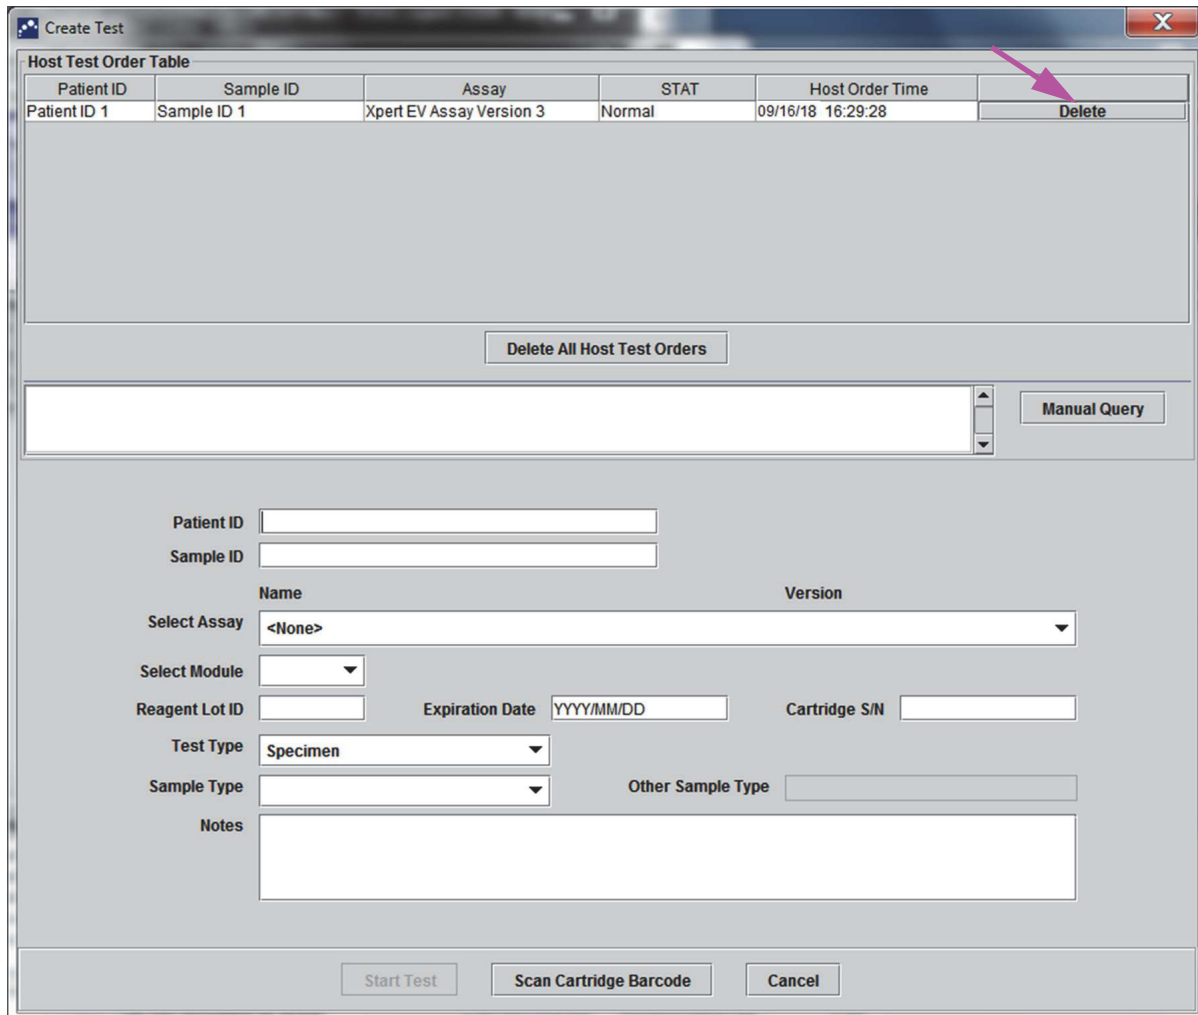 Create Test
Host Test Order Table
Patient ID Sample ID Assay STAT Host Order Time
Patient ID 1 Sample ID 1 Xpert EV Assay Version 3 Normal 09/16/18 16:29:28 Delete
Delete All Host Test Orders
Manual Query
Patient ID
Sample ID
Name Version
Select Assay <None>
Select Module
Reagent Lot ID Expiration Date YYYY/MM/DD Cartridge S/N
Test Type Specimen
Sample Type Other Sample Type
Notes
Start Test Scan Cartridge Barcode Cancel